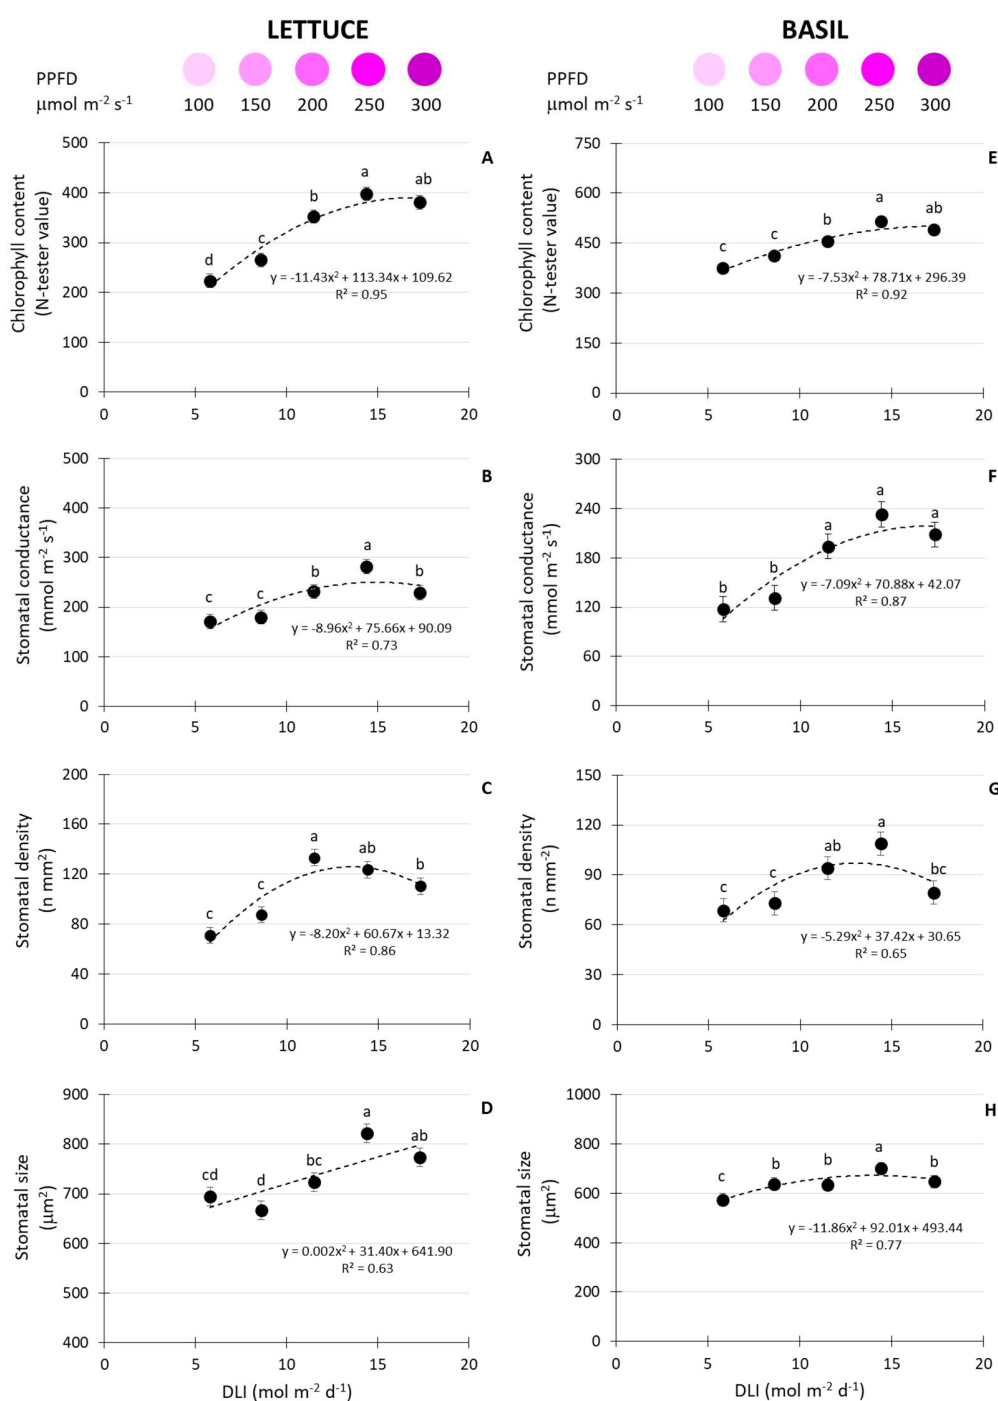 LETTUCE
PPFD
μmol m⁻² s⁻¹ 100 150 200 250 300
Chlorophyll content
(N-tester value)
500
400
300
200
100
0
A
d
c
b
a
ab
y = -11.43x² + 113.34x + 109.62
R² = 0.95
0 5 10 15 20
Stomatal conductance
(mmol m⁻² s⁻¹)
500
400
300
200
100
0
B
c
c
b
a
b
y = -8.96x² + 75.66x + 90.09
R² = 0.73
0 5 10 15 20
Stomatal density
(n mm²)
200
160
120
80
40
0
C
c
c
a
ab
b
y = -8.20x² + 60.67x + 13.32
R² = 0.86
0 5 10 15 20
Stomatal size
(μm²)
900
800
700
600
500
400
D
cd
d
bc
a
ab
y = 0.002x² + 31.40x + 641.90
R² = 0.63
0 5 10 15 20
DLI (mol m⁻² d⁻¹)
BASIL
PPFD
μmol m⁻² s⁻¹ 100 150 200 250 300
Chlorophyll content
(N-tester value)
750
600
450
300
150
0
E
c
c
b
a
ab
y = -7.53x² + 78.71x + 296.39
R² = 0.92
0 5 10 15 20
Stomatal conductance
(mmol m⁻² s⁻¹)
300
240
180
120
60
0
F
b
b
a
a
a
y = -7.09x² + 70.88x + 42.07
R² = 0.87
0 5 10 15 20
Stomatal density
(n mm⁻²)
150
120
90
60
30
0
G
c
c
ab
a
bc
y = -5.29x² + 37.42x + 30.65
R² = 0.65
0 5 10 15 20
Stomatal size
(μm²)
1000
800
600
400
200
0
H
c
b
b
a
b
y = -11.86x² + 92.01x + 493.44
R² = 0.77
0 5 10 15 20
DLI (mol m⁻² d⁻¹)